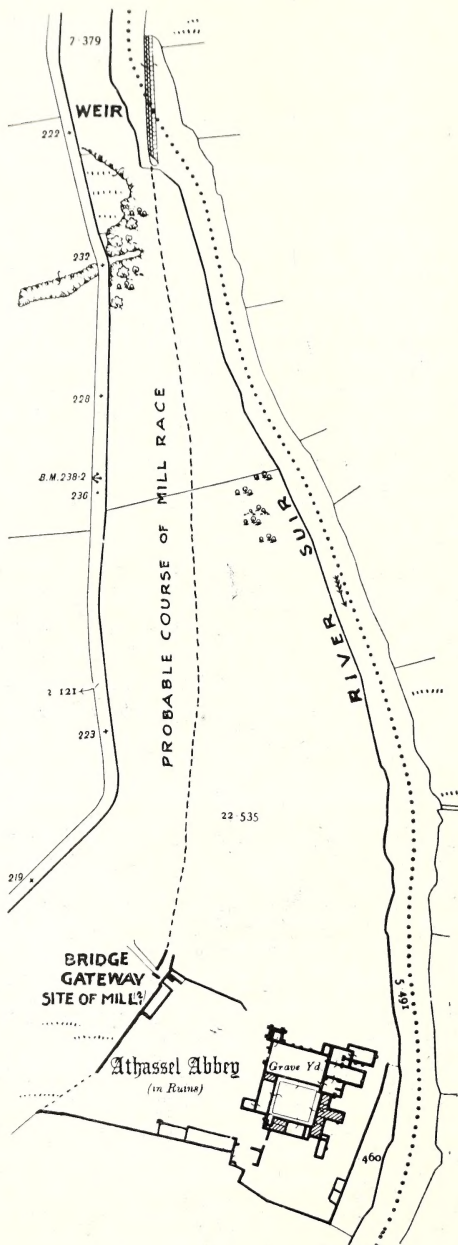 7·379
WEIR
222
232
228
B.M.238·2
236
PROBABLE COURSE OF MILL RACE
RIVER SUIR
2·121
223
22·535
219
BRIDGE
GATEWAY
SITE OF MILL
5·491
Athassel Abbey
(in Ruins)
Grave Yd
460